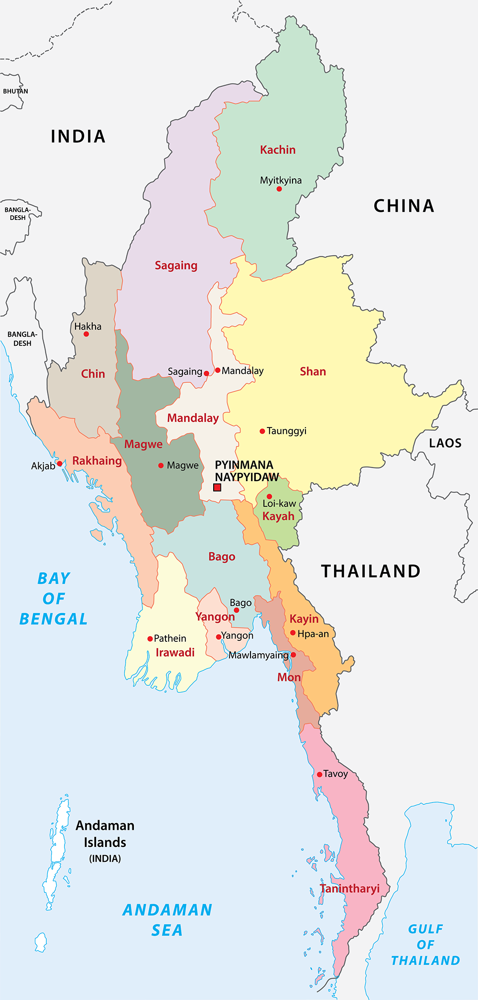 BHUTAN
INDIA
Kachin
Myitkyina
CHINA
BANGLA-
DESH
Sagaing
Hakha
BANGLA-
DESH
Chin
Sagaing
Mandalay
Shan
Mandalay
Taunggyi
Magwe
LAOS
Rakhaing
Akjab
Magwe
PYINMANA
NAYPYIDAW
Loi-kaw
Kayah
Bago
THAILAND
BAY
OF
BENGAL
Bago
Yangon
Kayin
Hpa-an
Pathein
Yangon
Irawadi
Mawlamyaing
Mon
Tavoy
Andaman
Islands
(INDIA)
Tanintharyi
ANDAMAN
SEA
GULF
OF
THAILAND